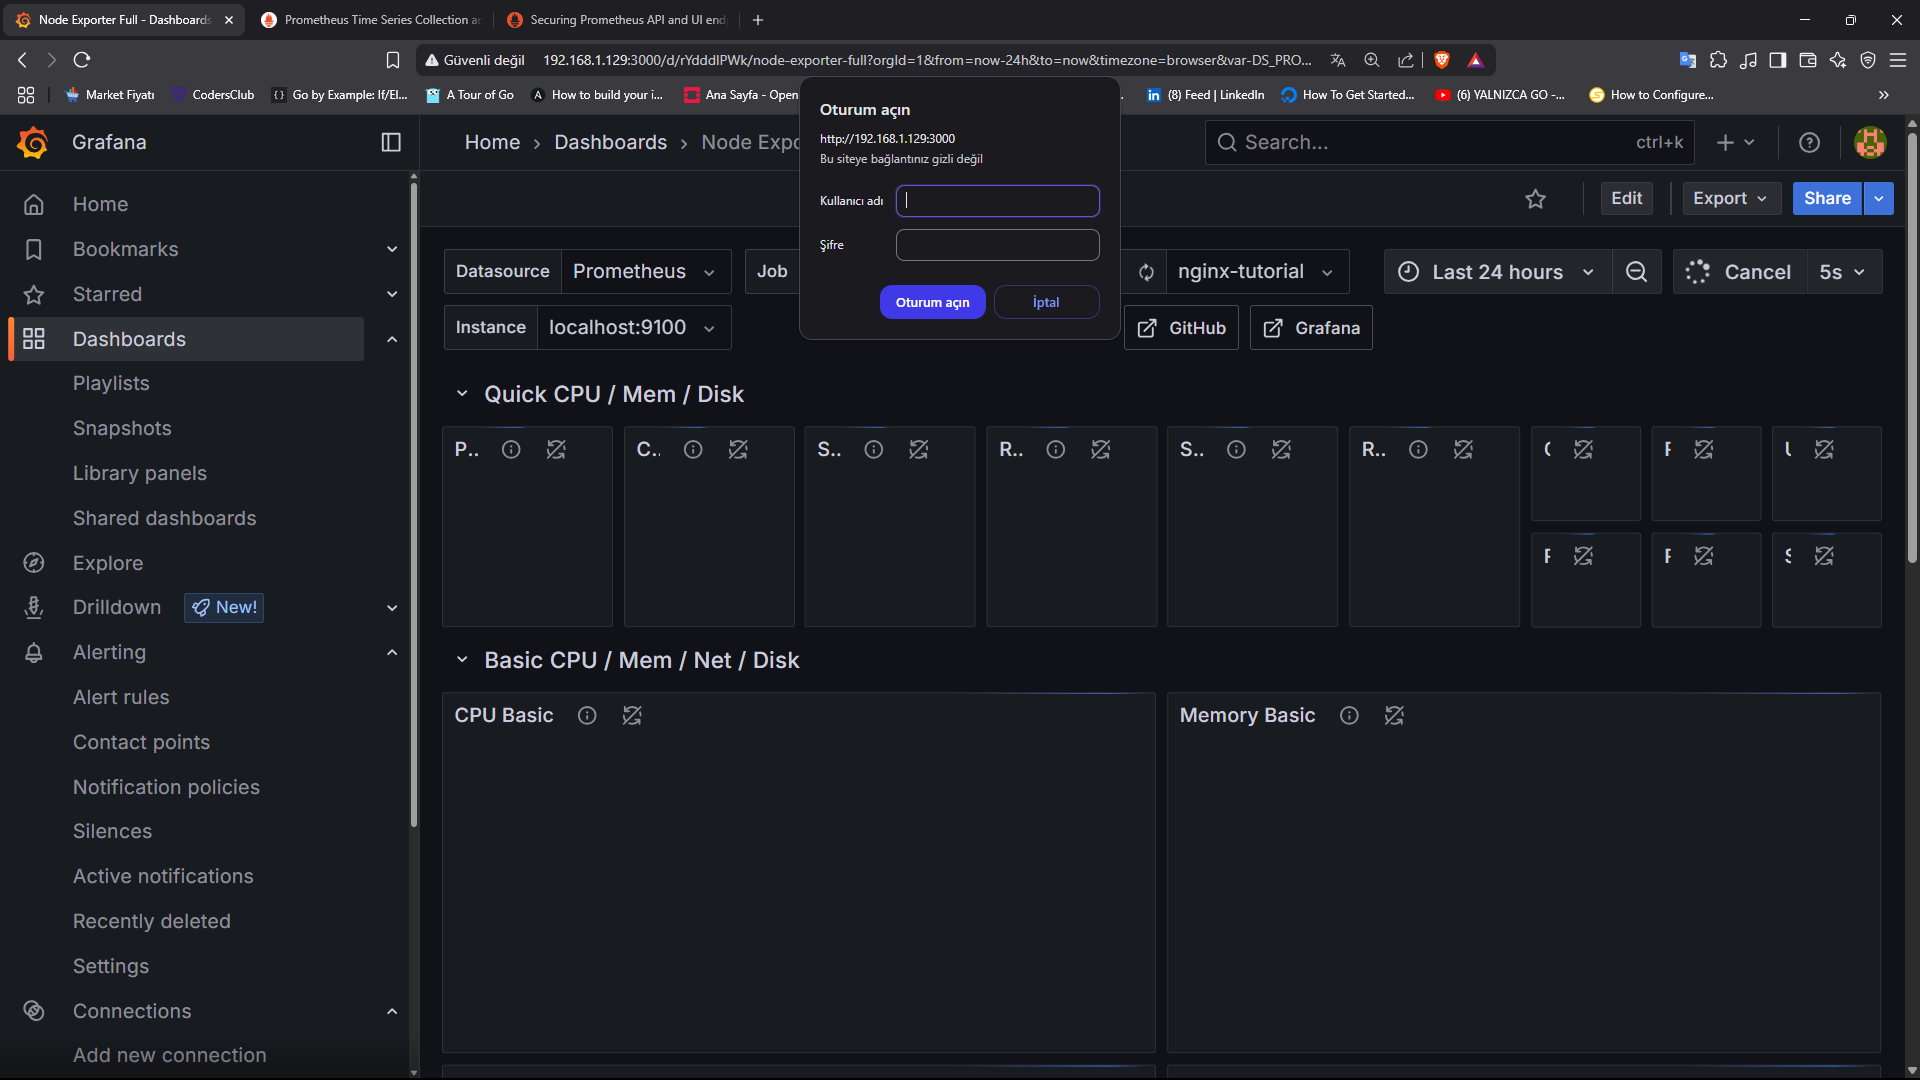 Node Exporter Full - Dashboards
Prometheus Time Series Collection an
Securing Prometheus API and UI end
Güvenli değil
192.168.1.129:3000/d/rYdddlPWk/node-exporter-full?orgId=1&from=now-24h&to=now&timezone=browser&var-DS_PRO...
Market Fiyatı
CodersClub
Go by Example: If/El...
A Tour of Go
How to build your i...
Ana Sayfa - Open
(8) Feed | LinkedIn
How To Get Started...
(6) YALNIZCA GO -...
How to Configure...
Oturum açın
http://192.168.1.129:3000
Bu siteye bağlantınız gizli değil
Kullanıcı adı
Şifre
Oturum açın
İptal
Grafana
Home
Dashboards
Node Expo
Search...
ctrl+k
Edit
Export
Share
Home
Bookmarks
Starred
Dashboards
Playlists
Snapshots
Library panels
Shared dashboards
Explore
Drilldown
New!
Alerting
Alert rules
Contact points
Notification policies
Silences
Active notifications
Recently deleted
Settings
Connections
Add new connection
Datasource
Prometheus
Job
nginx-tutorial
Last 24 hours
Cancel
5s
Instance
localhost:9100
GitHub
Grafana
Quick CPU / Mem / Disk
P..
C..
S..
R..
S..
R..
Basic CPU / Mem / Net / Disk
CPU Basic
Memory Basic